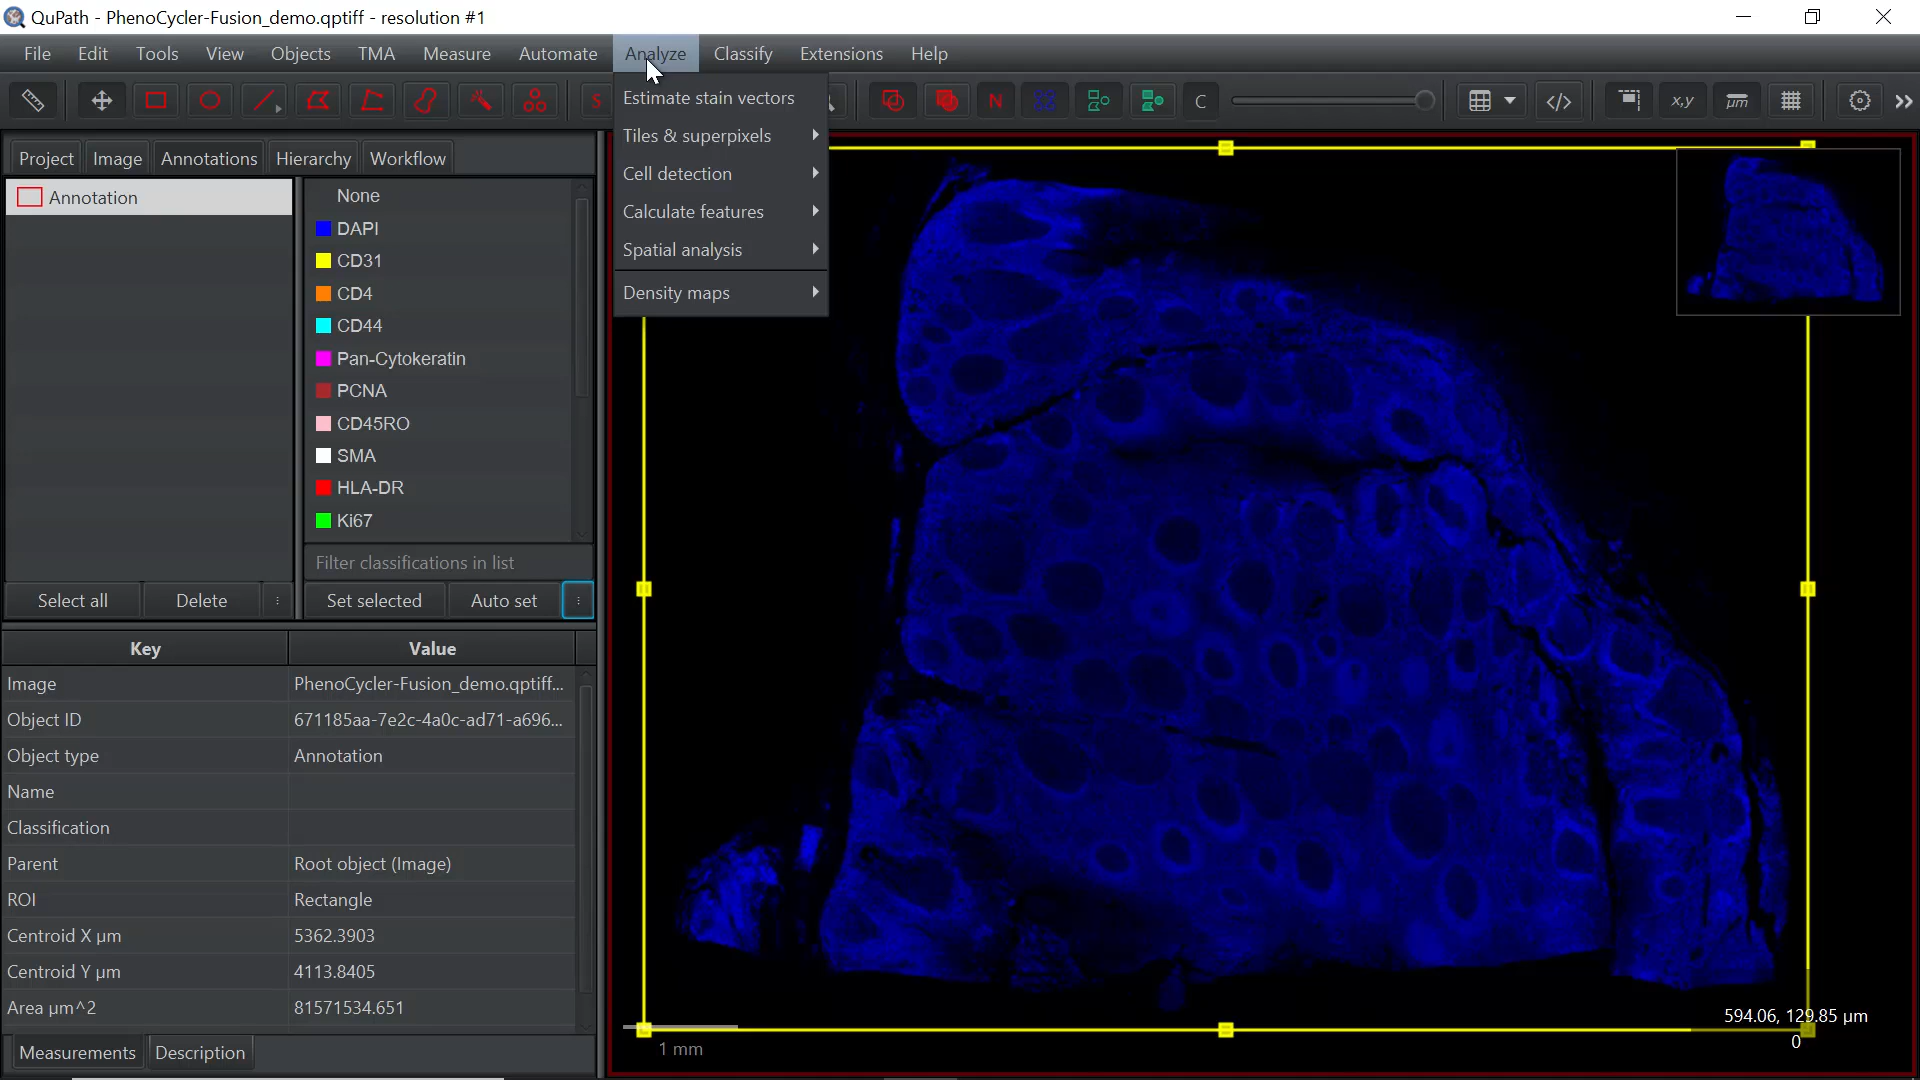 QuPath - PhenoCycler-Fusion_demo.qptiff - resolution #1
File Edit Tools View Objects TMA Measure Automate Analyze Classify Extensions Help
S N C x,y µm
Estimate stain vectors
Tiles & superpixels
Cell detection
Calculate features
Spatial analysis
Density maps
Project Image Annotations Hierarchy Workflow
Annotation
None
DAPI
CD31
CD4
CD44
Pan-Cytokeratin
PCNA
CD45RO
SMA
HLA-DR
Ki67
Filter classifications in list
Select all Delete Set selected Auto set
Key Value
Image PhenoCycler-Fusion_demo.qptiff...
Object ID 671185aa-7e2c-4a0c-ad71-a696...
Object type Annotation
Name
Classification
Parent Root object (Image)
ROI Rectangle
Centroid X µm 5362.3903
Centroid Y µm 4113.8405
Area µm^2 81571534.651
Measurements Description
1 mm
594.06, 129.85 µm
0